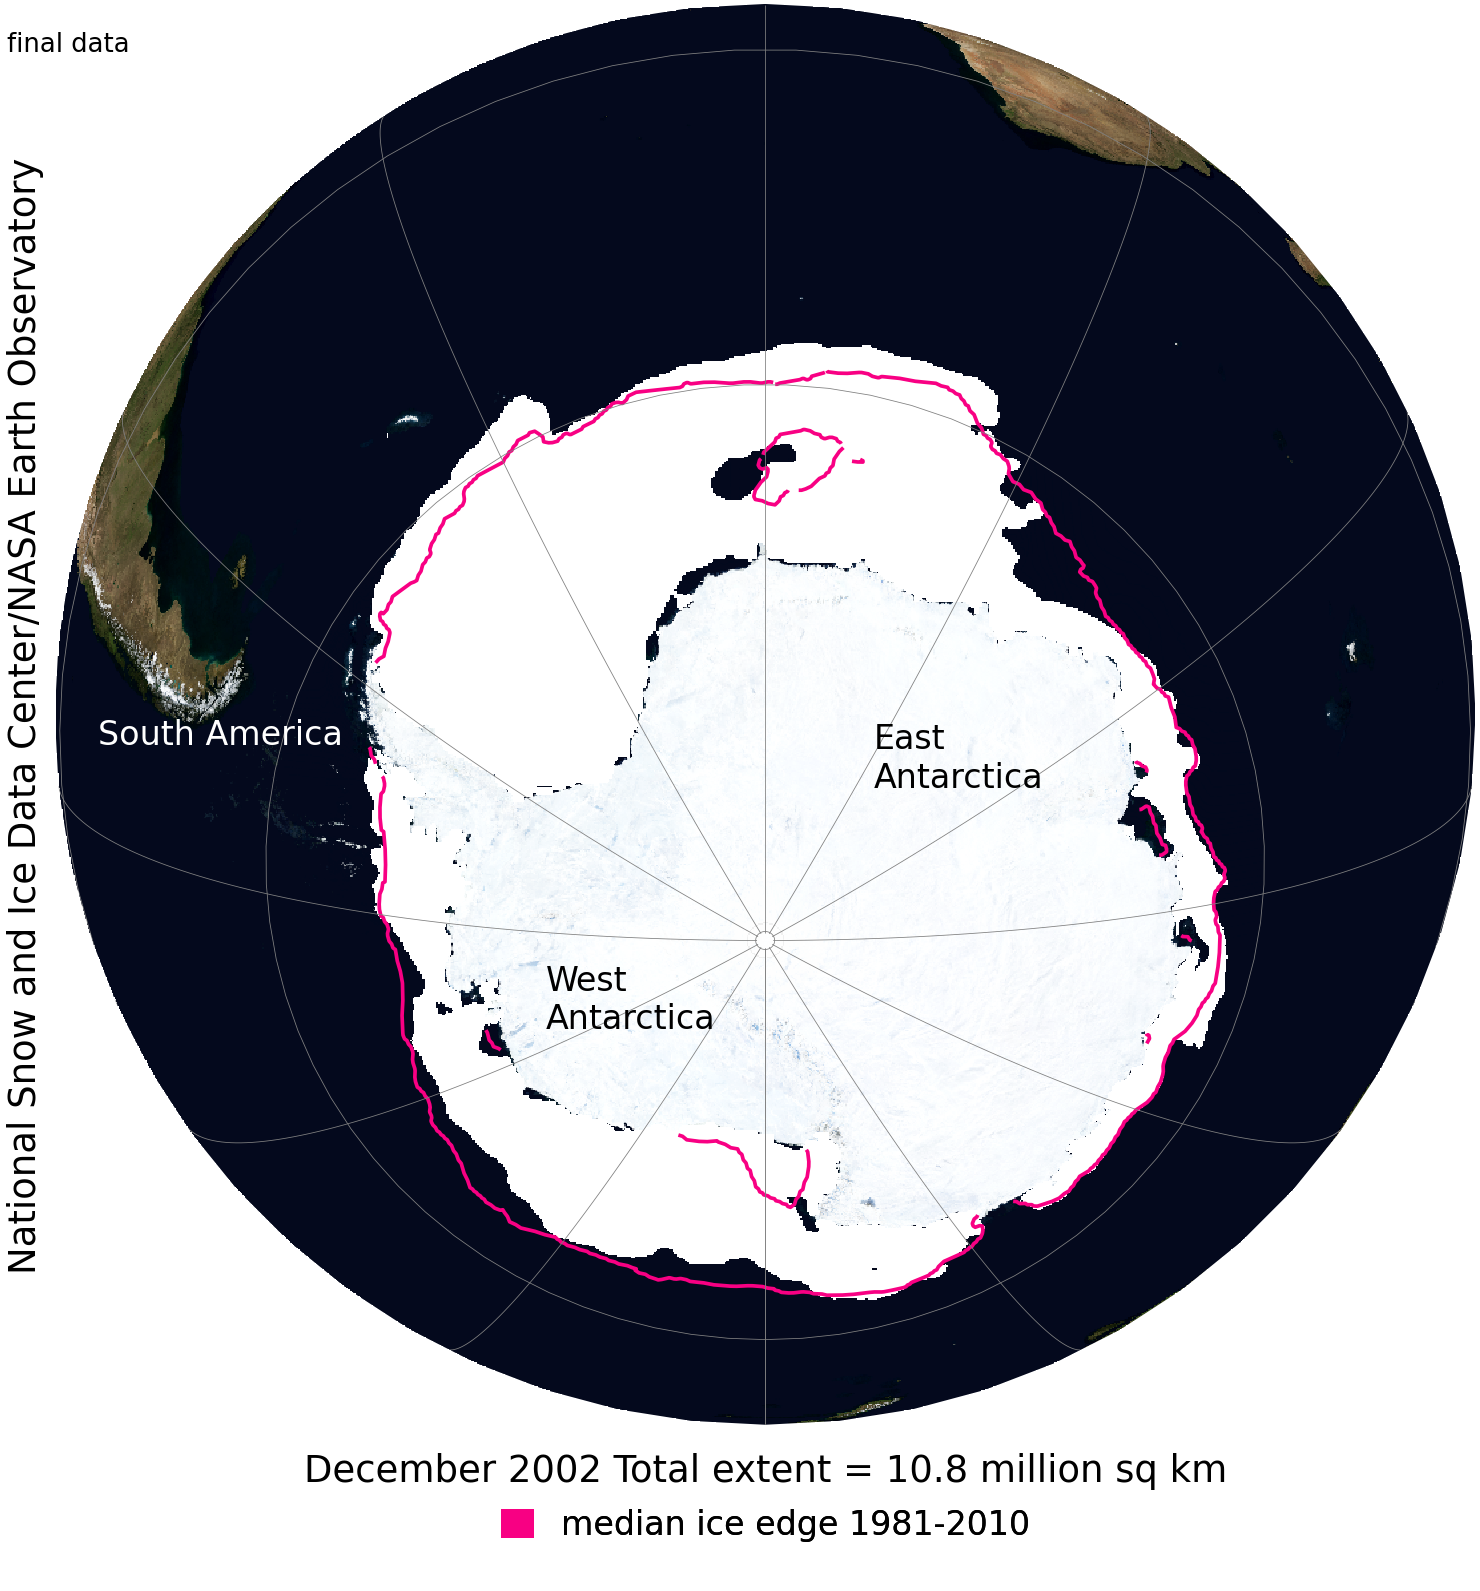 final data
National Snow and Ice Data Center/NASA Earth Observatory
South America
East
Antarctica
West
Antarctica
December 2002 Total extent = 10.8 million sq km
median ice edge 1981-2010